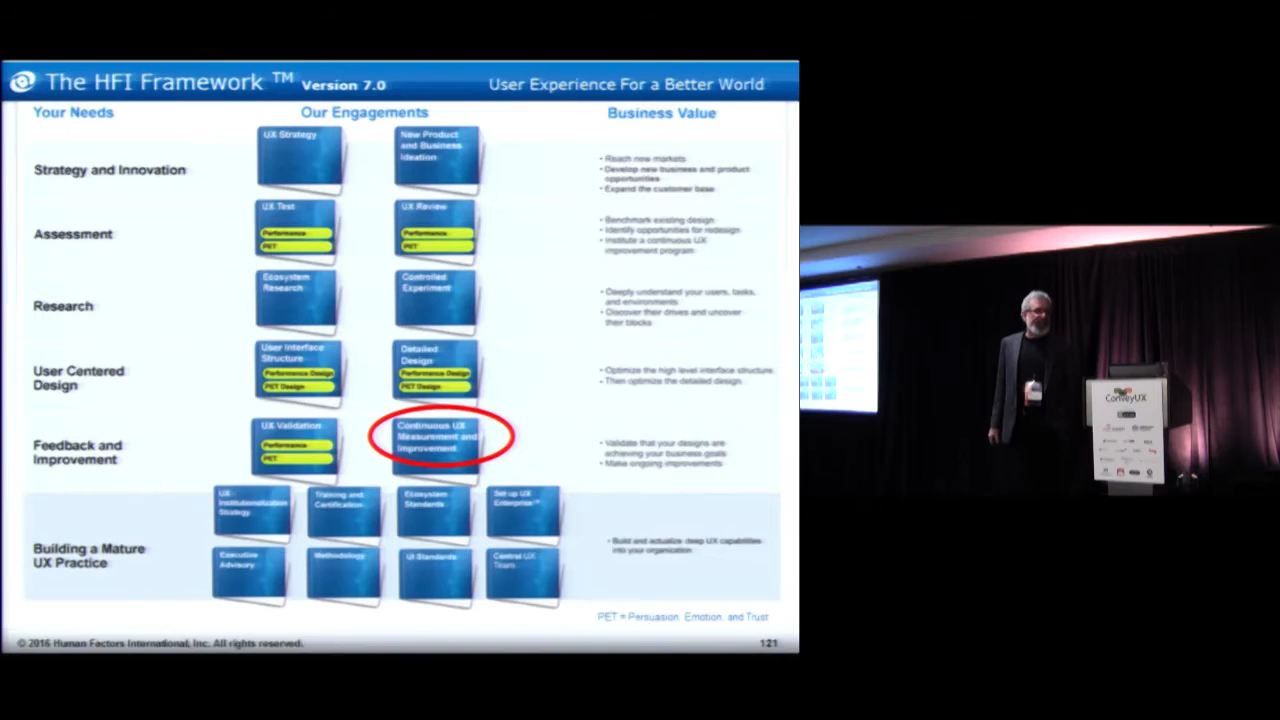 The HFI Framework ™ Version 7.0
User Experience For a Better World
Your Needs
Our Engagements
Business Value
Strategy and Innovation
UX Strategy
New Product
and Business
Ideation
• Reach new markets
• Develop new business and product
opportunities
• Expand the customer base
Assessment
UX Test
Performance
PET
UX Review
Performance
PET
• Benchmark existing design
• Identify opportunities for redesign
• Institute a continuous UX
improvement program
Research
Ecosystem
Research
Controlled
Experiment
• Deeply understand your users, tasks,
and environments
• Discover their drives and uncover
their blocks
User Centered
Design
User Interface
Structure
Performance Design
PET Design
Detailed
Design
Performance Design
PET Design
• Optimize the high level interface structure
• Then optimize the detailed design
Feedback and
Improvement
UX Validation
Performance
PET
Continuous UX
Measurement and
Improvement
• Validate that your designs are
achieving your business goals
• Make ongoing improvements
Building a Mature
UX Practice
UX
Institutionalization
Strategy
Training and
Certification
Ecosystem
Standards
Set up UX
Enterprise™
Executive
Advisory
Methodology
UI Standards
Central UX
Team
• Build and actualize deep UX capabilities
into your organization
PET = Persuasion, Emotion, and Trust
© 2016 Human Factors International, Inc. All rights reserved.
121
ConveyUX